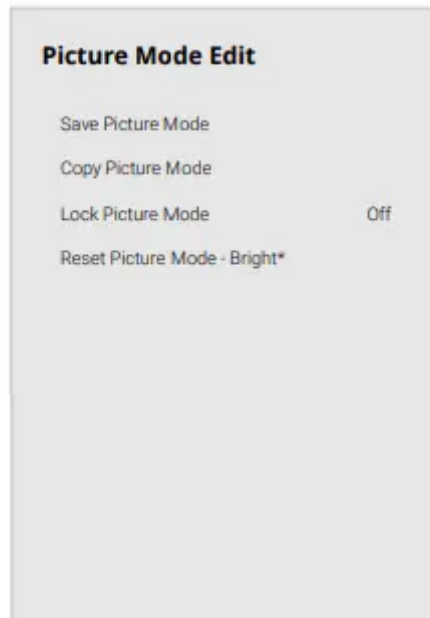 Picture Mode Edit
Save Picture Mode
Copy Picture Mode
Lock Picture Mode Off
Reset Picture Mode - Bright*